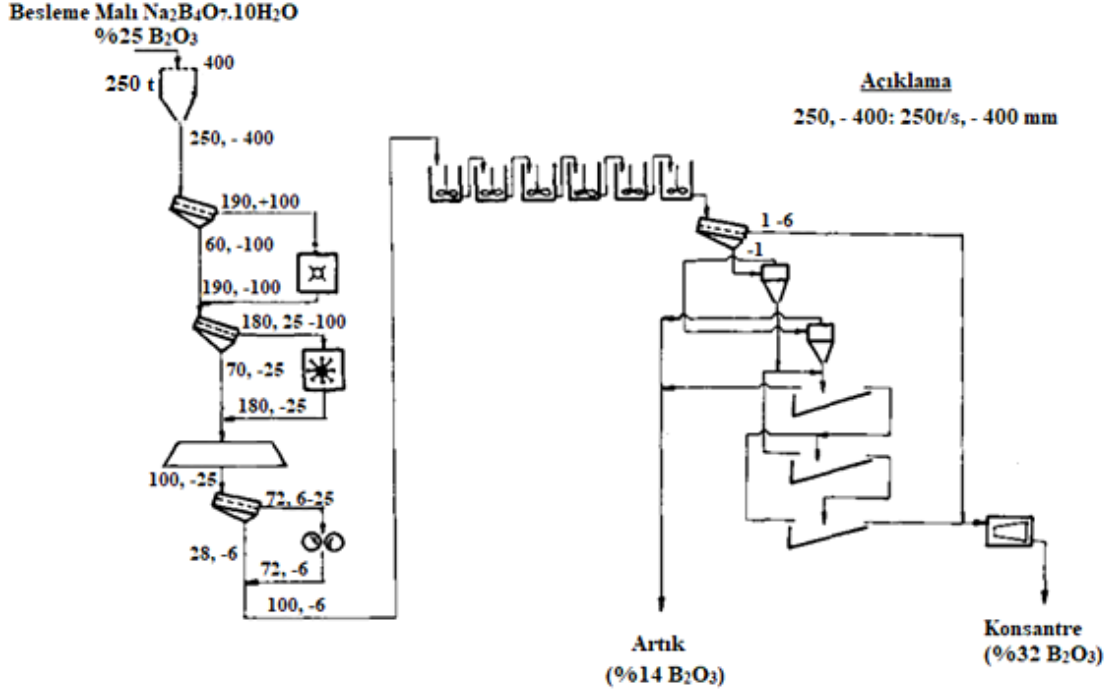 Besleme Malı Na₂B₄O₇.10H₂O
%25 B₂O₃
400
250 t
250, - 400
Açıklama
250, - 400: 250t/s, - 400 mm
190,+100
60, -100
190, -100
180, 25 -100
70, -25
180, -25
100, -25
72, 6-25
28, -6
72, -6
100, -6
1 -6
-1
Artık
(%14 B₂O₃)
Konsantre
(%32 B₂O₃)